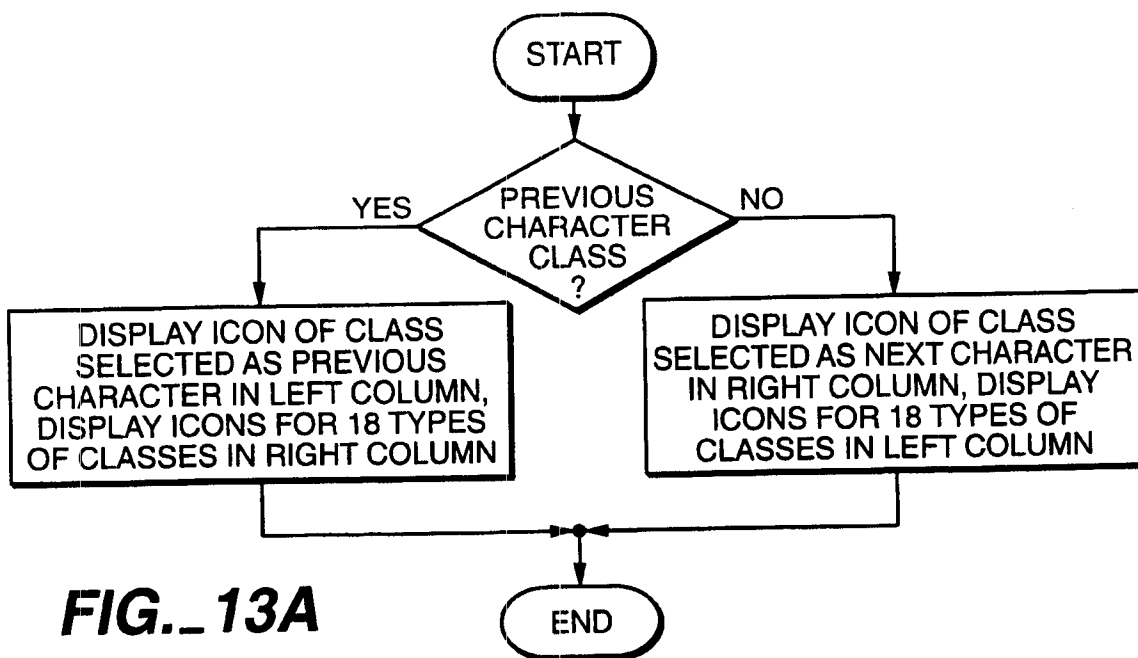 START
PREVIOUS
CHARACTER
CLASS
?
YES
NO
DISPLAY ICON OF CLASS
SELECTED AS PREVIOUS
CHARACTER IN LEFT COLUMN,
DISPLAY ICONS FOR 18 TYPES
OF CLASSES IN RIGHT COLUMN
DISPLAY ICON OF CLASS
SELECTED AS NEXT CHARACTER
IN RIGHT COLUMN, DISPLAY
ICONS FOR 18 TYPES OF
CLASSES IN LEFT COLUMN
END
FIG._13A